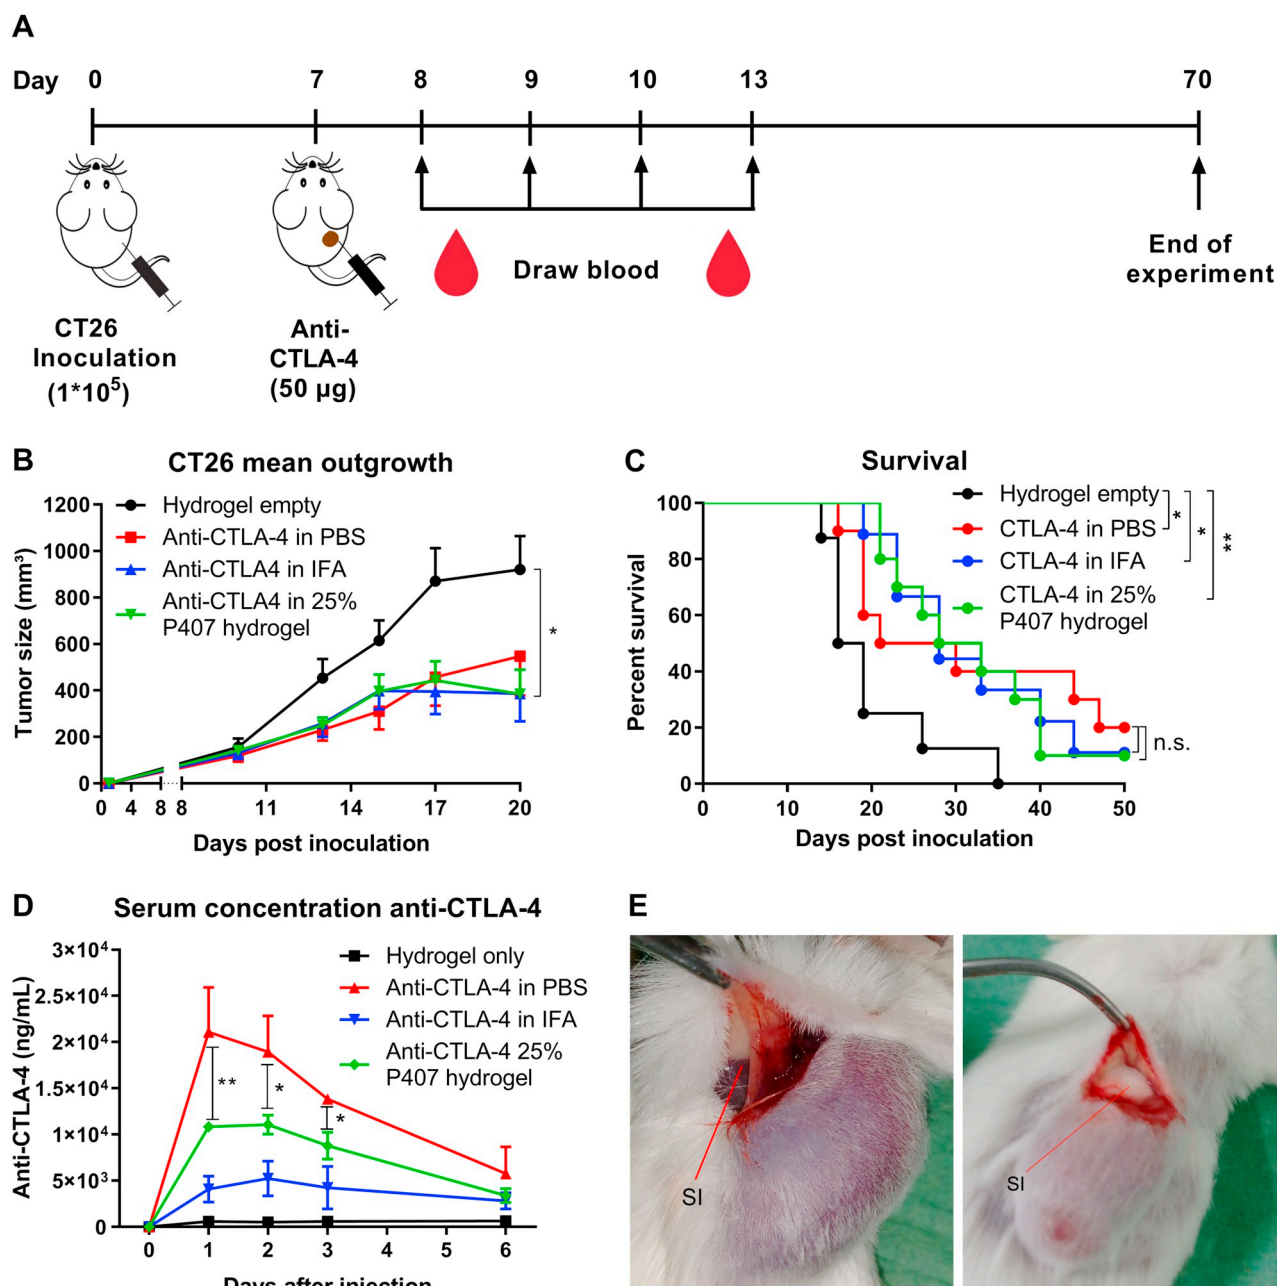 A
Day 0 7 8 9 10 13 70
Draw blood
End of
experiment
CT26
Inoculation
(1*10⁵)
Anti-
CTLA-4
(50 µg)
B
CT26 mean outgrowth
Hydrogel empty
Anti-CTLA-4 in PBS
Anti-CTLA4 in IFA
Anti-CTLA4 in 25%
P407 hydrogel
Tumor size (mm³)
1200
1000
800
600
400
200
0
*
0 4 8 8 11 14 17 20
Days post inoculation
C
Survival
Hydrogel empty
CTLA-4 in PBS
CTLA-4 in IFA
CTLA-4 in 25%
P407 hydrogel
*
*
**
Percent survival
100
80
60
40
20
0
n.s.
0 10 20 30 40 50
Days post inoculation
D
Serum concentration anti-CTLA-4
Hydrogel only
Anti-CTLA-4 in PBS
Anti-CTLA-4 in IFA
Anti-CTLA-4 25%
P407 hydrogel
Anti-CTLA-4 (ng/mL)
3×10⁴
2.5×10⁴
2×10⁴
1.5×10⁴
1×10⁴
5×10³
0
**
*
*
0 1 2 3 4 5 6
Days after injection
E
SI
SI